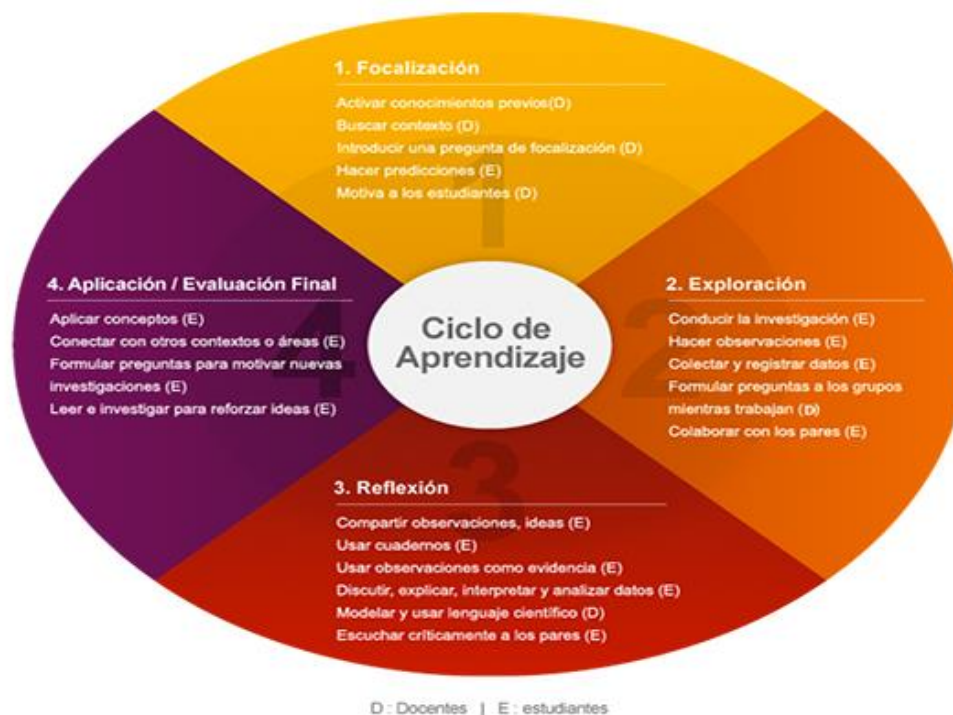 1. Focalización
Activar conocimientos previos(D)
Buscar contexto (D)
Introducir una pregunta de focalización (D)
Hacer predicciones (E)
Motiva a los estudiantes (D)
1
2. Exploración
Conducir la investigación (E)
Hacer observaciones (E)
Colectar y registrar datos (E)
Formular preguntas a los grupos
mientras trabajan (D)
Colaborar con los pares (E)
2
3. Reflexión
Compartir observaciones, ideas (E)
Usar cuadernos (E)
Usar observaciones como evidencia (E)
Discutir, explicar, interpretar y analizar datos (E)
Modelar y usar lenguaje científico (D)
Escuchar críticamente a los pares (E)
3
4. Aplicación / Evaluación Final
Aplicar conceptos (E)
Conectar con otros contextos o áreas (E)
Formular preguntas para motivar nuevas
investigaciones (E)
Leer e investigar para reforzar ideas (E)
4
Ciclo de
Aprendizaje
D : Docentes | E : estudiantes